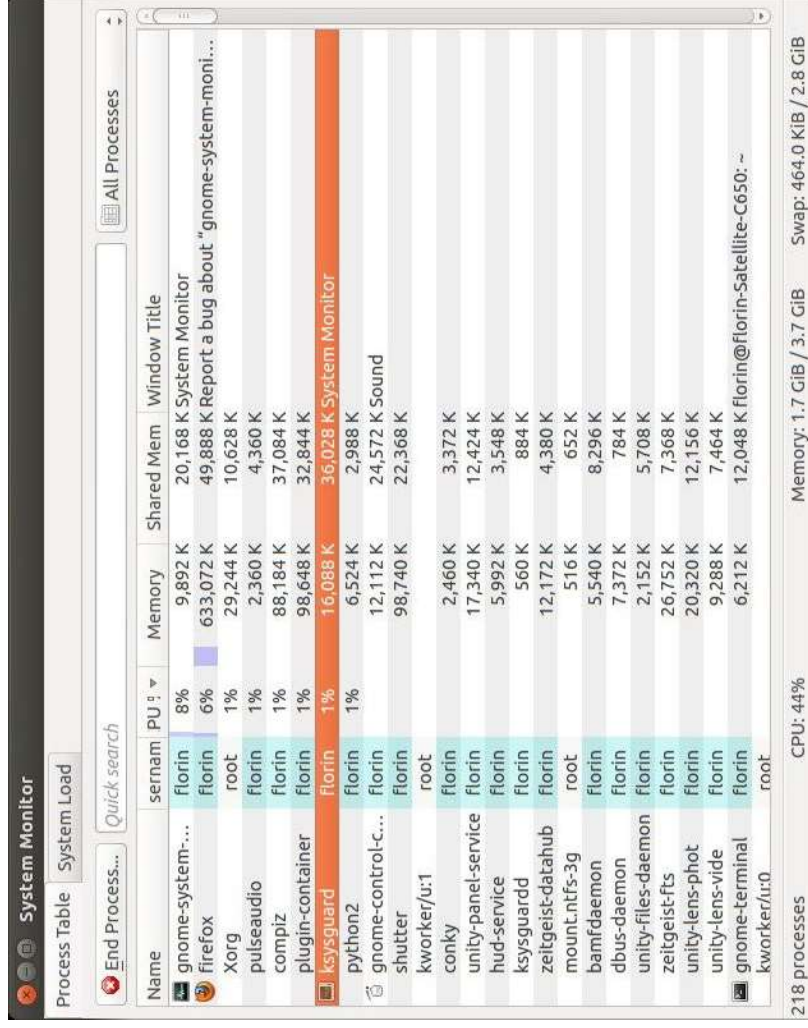 System Monitor
Process Table System Load
End Process... Quick search All Processes
Name sernam PU Memory Shared Mem Window Title
gnome-system-... florin 8% 9,892 K 20,168 K System Monitor
firefox florin 6% 633,072 K 49,888 K Report a bug about "gnome-system-moni...
Xorg root 1% 29,244 K 10,628 K
pulseaudio florin 1% 2,360 K 4,360 K
compiz florin 1% 88,184 K 37,084 K
plugin-container florin 1% 98,648 K 32,844 K
ksysguard florin 1% 16,088 K 36,028 K System Monitor
python2 florin 1% 6,524 K 2,988 K
gnome-control-c... florin 12,112 K 24,572 K Sound
shutter florin 98,740 K 22,368 K
kworker/u:1 root
conky florin 2,460 K 3,372 K
unity-panel-service florin 17,340 K 12,424 K
hud-service florin 5,992 K 3,548 K
ksysguardd florin 560 K 884 K
zeitgeist-datahub florin 12,172 K 4,380 K
mount.ntfs-3g root 516 K 652 K
bamfdaemon florin 5,540 K 8,296 K
dbus-daemon florin 7,372 K 784 K
unity-files-daemon florin 2,152 K 5,708 K
zeitgeist-fts florin 26,752 K 7,368 K
unity-lens-phot florin 20,320 K 12,156 K
unity-lens-vide florin 9,288 K 7,464 K
gnome-terminal florin 6,212 K 12,048 K florin@florin-Satellite-C650: ~
kworker/u:0 root
218 processes CPU: 44% Memory: 1.7 GiB / 3.7 GiB Swap: 464.0 KiB / 2.8 GiB